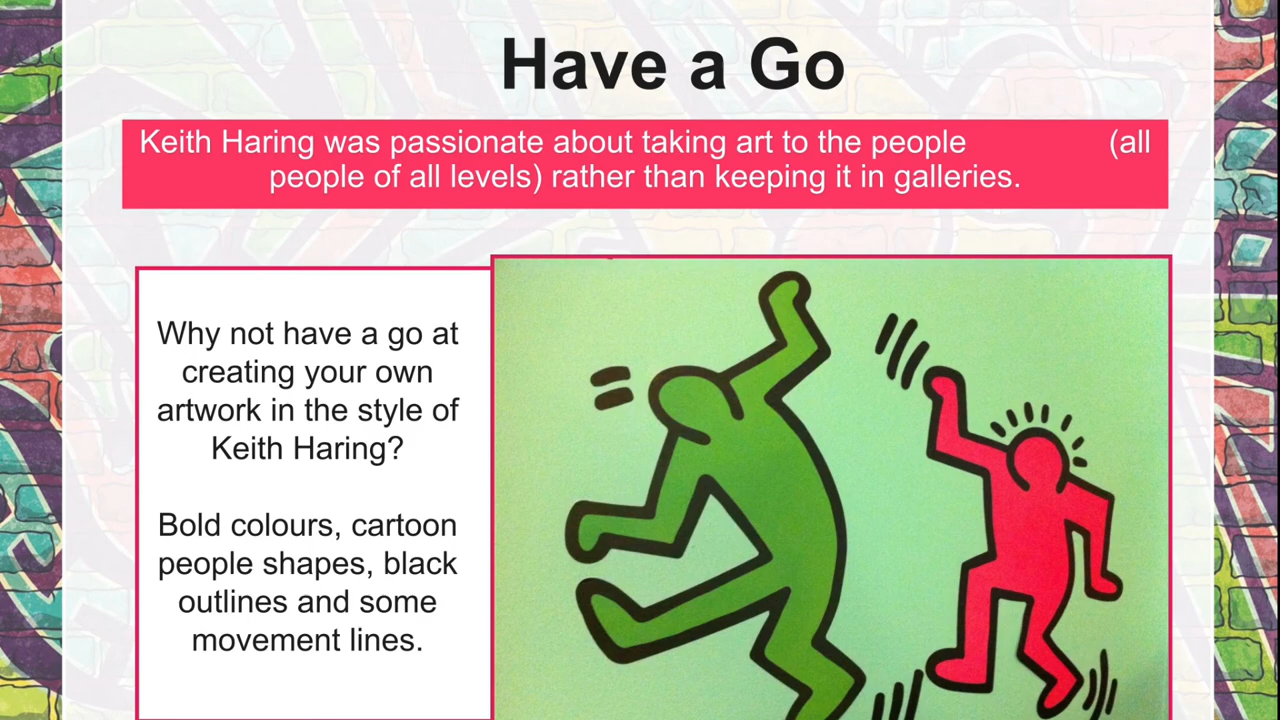 Have a Go
Keith Haring was passionate about taking art to the people (all
people of all levels) rather than keeping it in galleries.
Why not have a go at
creating your own
artwork in the style of
Keith Haring?
Bold colours, cartoon
people shapes, black
outlines and some
movement lines.